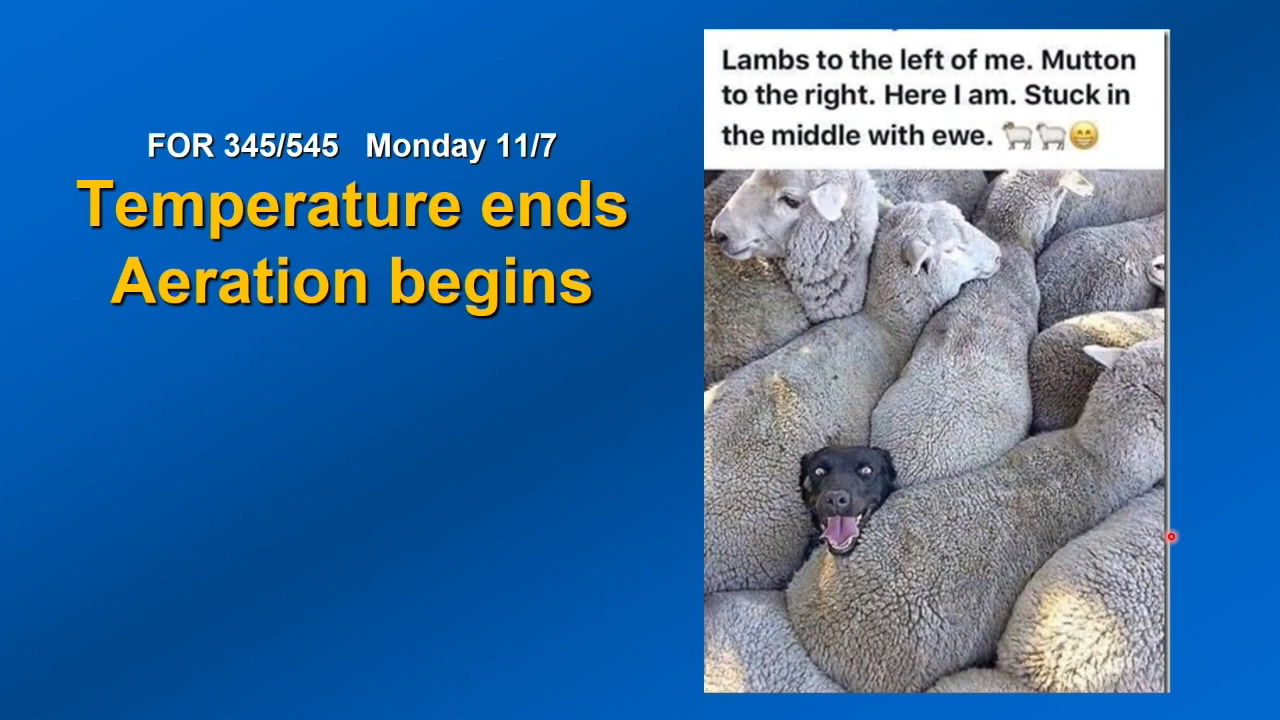 FOR 345/545 Monday 11/7
Temperature ends
Aeration begins
Lambs to the left of me. Mutton
to the right. Here I am. Stuck in
the middle with ewe. 🐑🐑😁